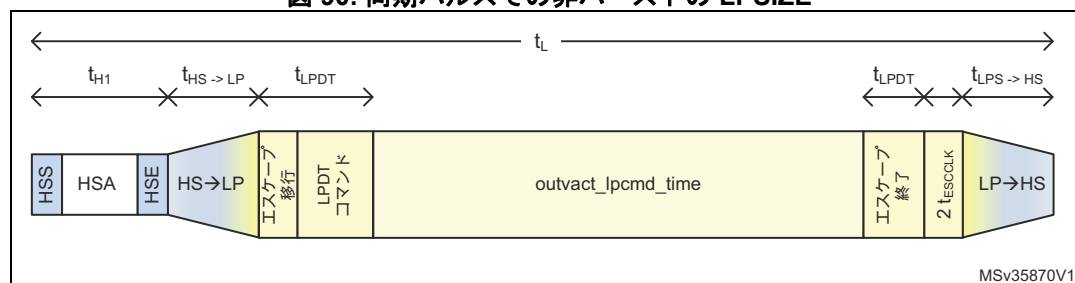 図 90. 同期パルスでの非バーストの LPSIZE
tL
tH1
tHS -> LP
tLPDT
tLPDT
tLPS -> HS
HSS
HSA
HSE
HS→LP
エスケープ
移行
LPDT
コマンド
outvact_lpcmd_time
エスケープ
終了
2 tESCCLK
LP→HS
MSv35870V1